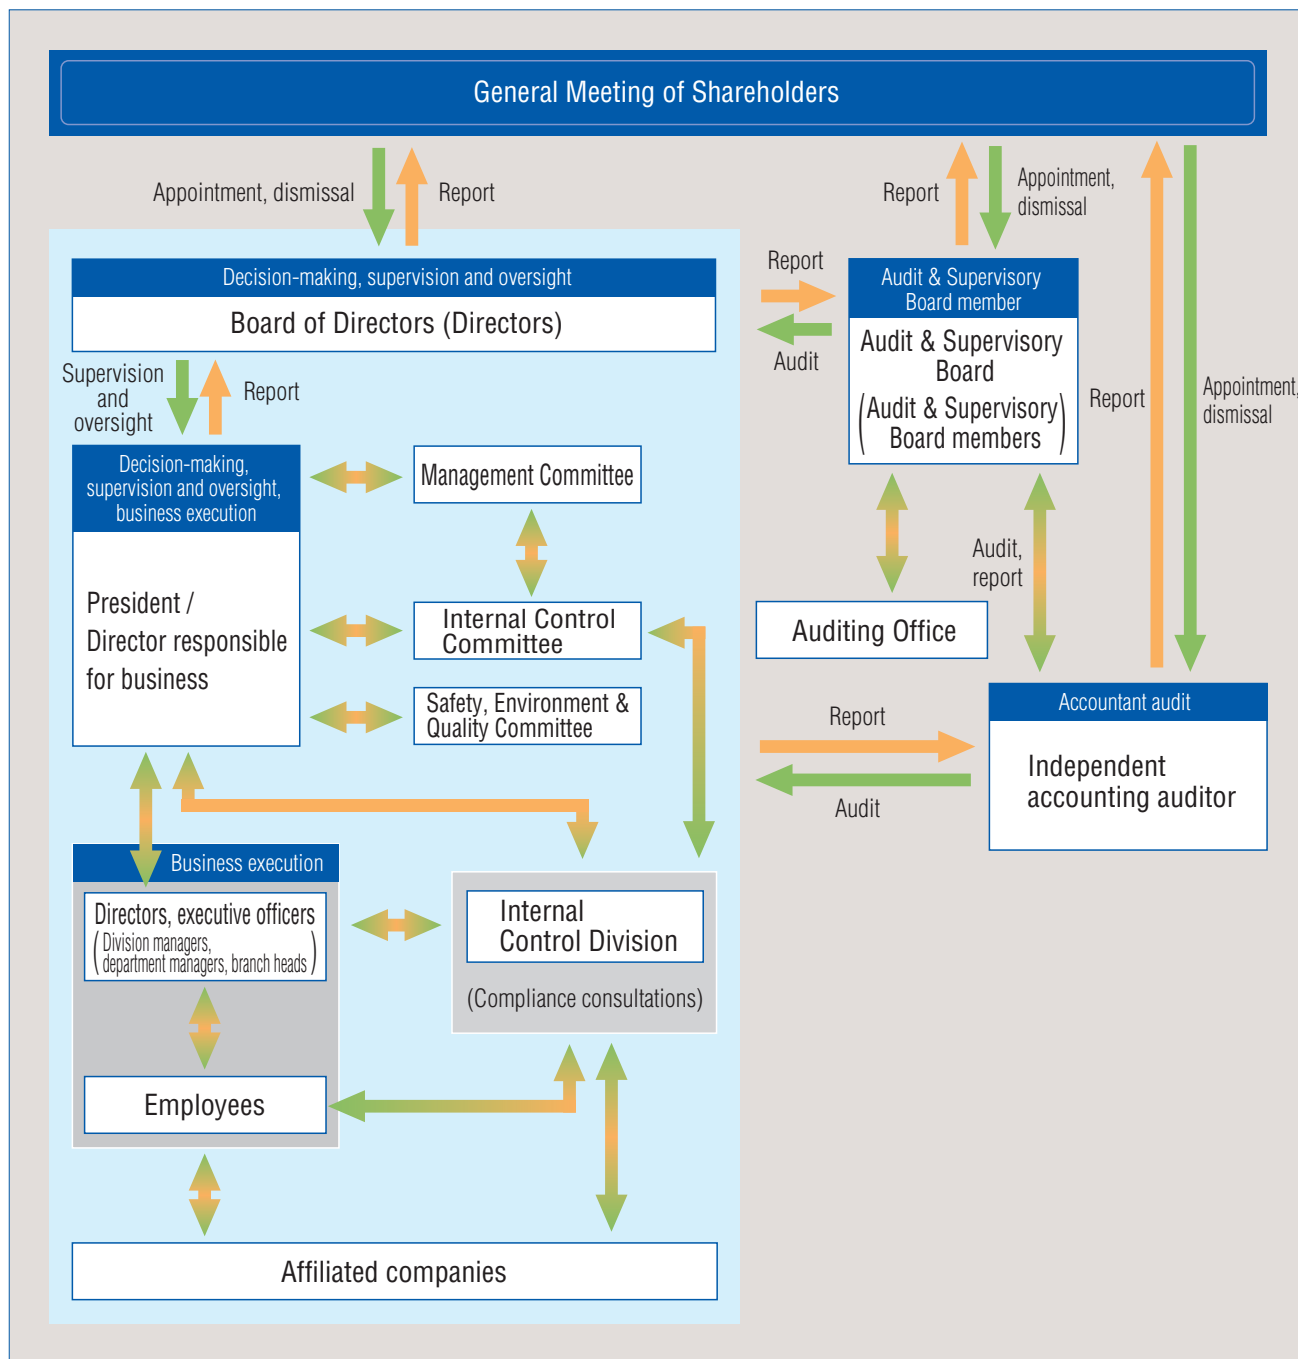 General Meeting of Shareholders
Appointment, dismissal
Report
Report
Appointment,
dismissal
Decision-making, supervision and oversight
Board of Directors (Directors)
Report
Audit
Audit & Supervisory
Board member
Audit & Supervisory
Board
(Audit & Supervisory
Board members)
Report
Appointment,
dismissal
Supervision
and
oversight
Report
Decision-making,
supervision and oversight,
business execution
President /
Director responsible
for business
Management Committee
Internal Control
Committee
Safety, Environment &
Quality Committee
Audit,
report
Auditing Office
Report
Audit
Accountant audit
Independent
accounting auditor
Business execution
Directors, executive officers
(Division managers,
department managers, branch heads)
Internal
Control Division
(Compliance consultations)
Employees
Affiliated companies